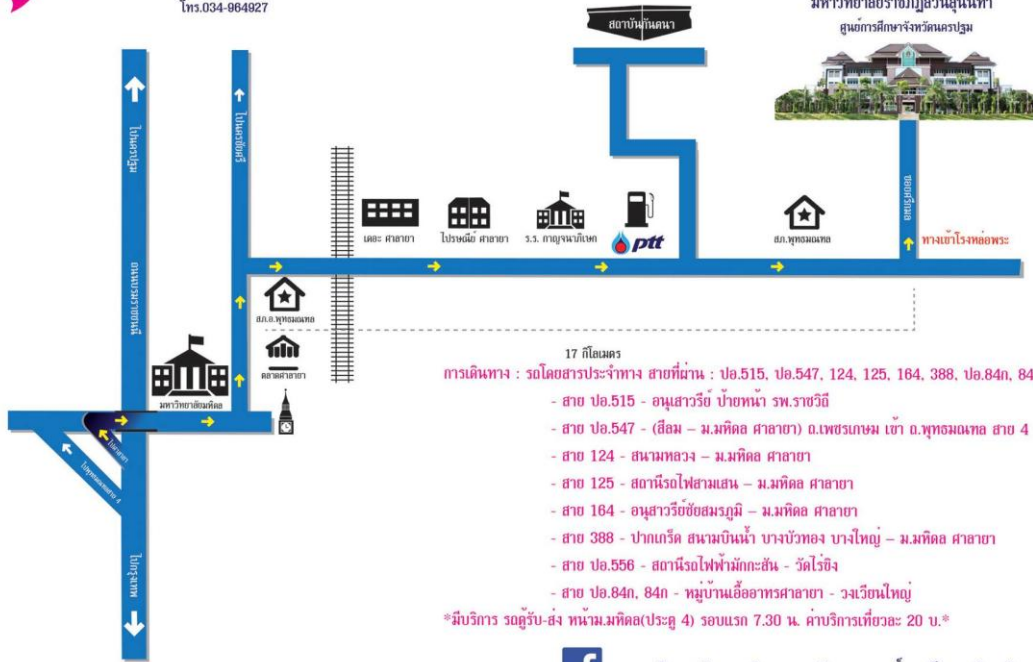 โทร.034-964927
สถาบันกันตนา
มหาวิทยาลัยราชภัฏสวนสุนันทา
ศูนย์การศึกษาจังหวัดนครปฐม
ไปนครปฐม
ไปนครชัยศรี
เดอะ ศาลายา
ไปรษณีย์ ศาลายา
ร.ร. กาญจนาภิเษก
ptt
สภ.พุทธมณฑล
ทางเข้าโรงหล่อพระ
ถนนบรมราชชนนี
สภ.อ.พุทธมณฑล
ตลาดศาลายา
มหาวิทยาลัยมหิดล
ไปศาลายา
ไปพุทธมณฑลสาย 4
ไปกรุงเทพ
17 กิโลเมตร
การเดินทาง : รถโดยสารประจำทาง สายที่ผ่าน : ปอ.515, ปอ.547, 124, 125, 164, 388, ปอ.84ก, 84
- สาย ปอ.515 - อนุเสาวรีย์ ป้ายหน้า รพ.ราชวิถี
- สาย ปอ.547 - (สีลม – ม.มหิดล ศาลายา) ถ.เพชรเกษม เข้า ถ.พุทธมณฑล สาย 4
- สาย 124 - สนามหลวง – ม.มหิดล ศาลายา
- สาย 125 - สถานีรถไฟสามเสน – ม.มหิดล ศาลายา
- สาย 164 - อนุสาวรีย์ชัยสมรภูมิ – ม.มหิดล ศาลายา
- สาย 388 - ปากเกร็ด สนามบินน้ำ บางบัวทอง บางใหญ่ – ม.มหิดล ศาลายา
- สาย ปอ.556 - สถานีรถไฟฟ้ามักกะสัน - วัดไร่ขิง
- สาย ปอ.84ก, 84ก - หมู่บ้านเอื้ออาทรศาลายา - วงเวียนใหญ่
*มีบริการ รถตู้รับ-ส่ง หน้าม.มหิดล(ประตู 4) รอบแรก 7.30 น. ค่าบริการเที่ยวละ 20 บ.*